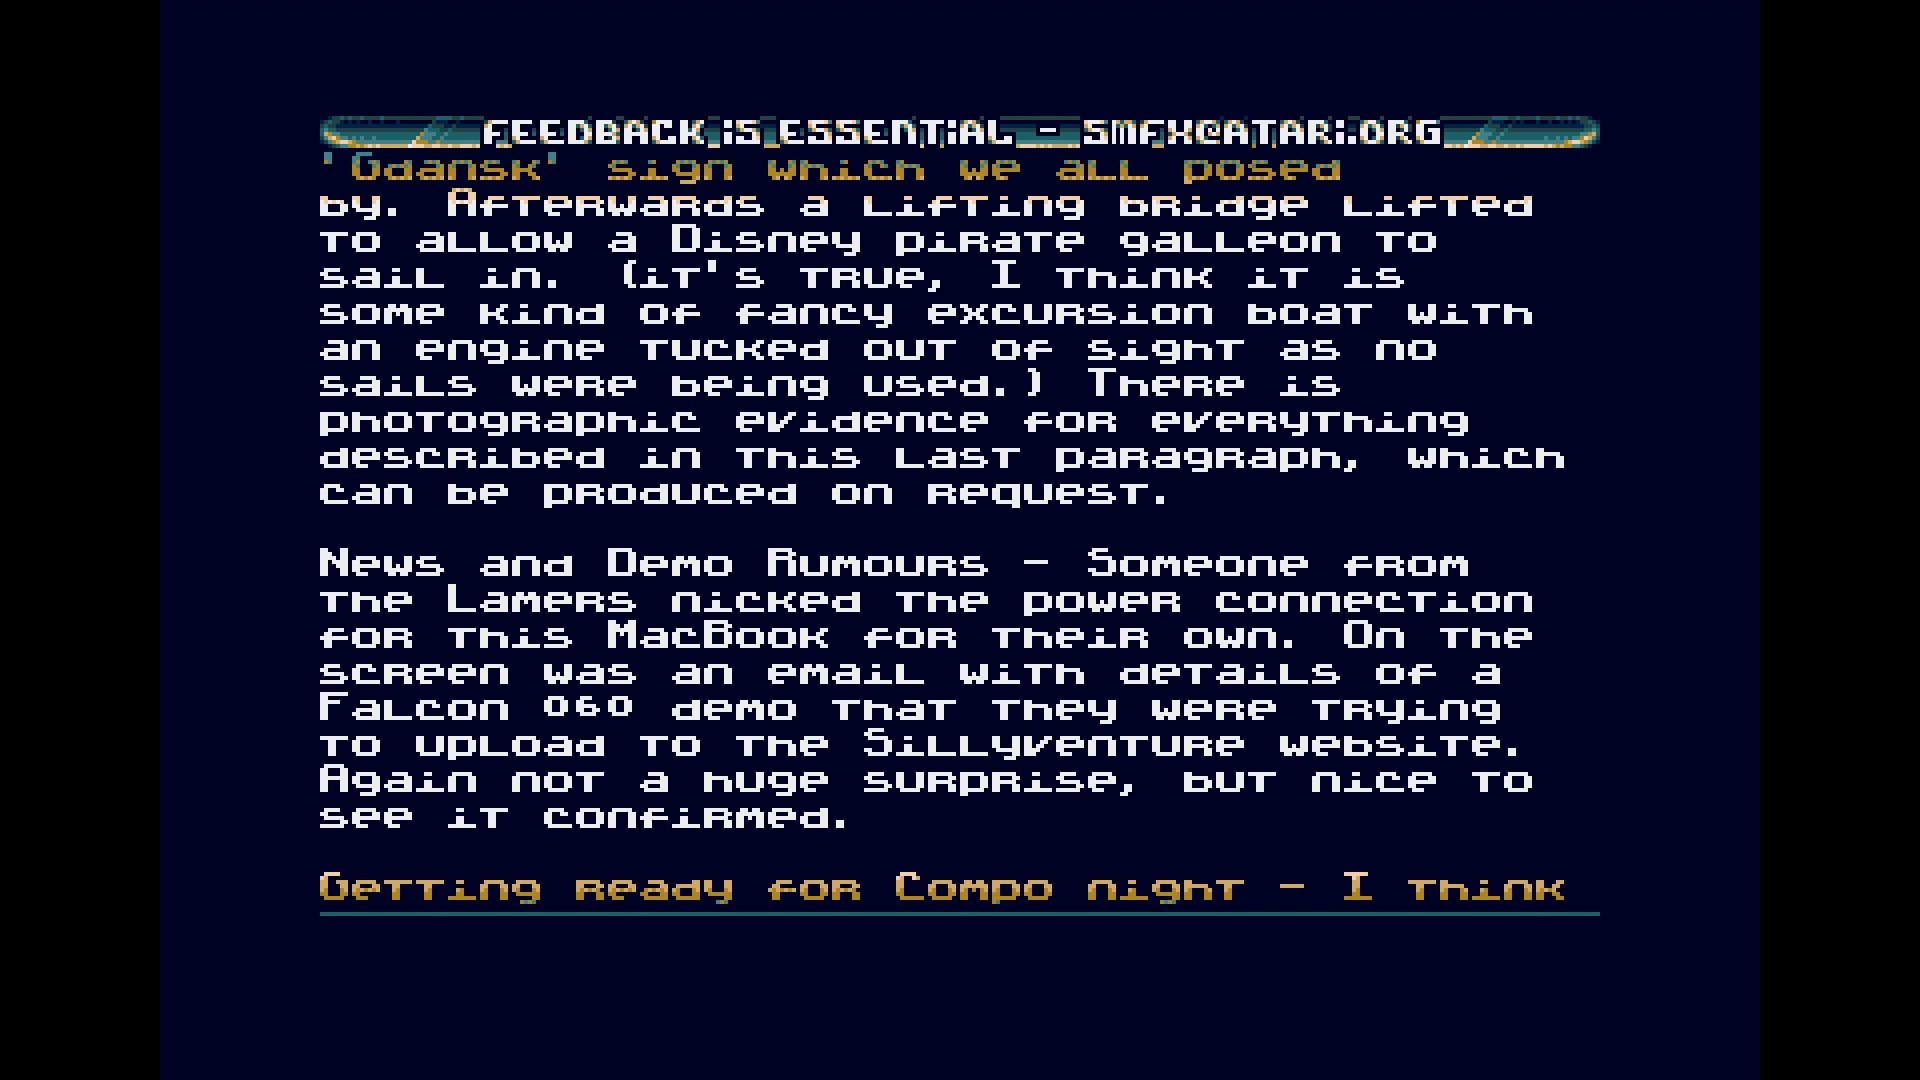 FEEDBACK IS ESSENTIAL - SMFX@ATARI.ORG
'Gdansk' sign which we all posed
by. Afterwards a lifting bridge lifted
to allow a Disney pirate galleon to
sail in. (it's true, I think it is
some kind of fancy excursion boat with
an engine tucked out of sight as no
sails were being used.) There is
photographic evidence for everything
described in this last paragraph, which
can be produced on request.
News and Demo Rumours - Someone from
the Lamers nicked the power connection
for this MacBook for their own. On the
screen was an email with details of a
Falcon 060 demo that they were trying
to upload to the Sillyventure website.
Again not a huge surprise, but nice to
see it confirmed.
Getting ready for Compo night - I think